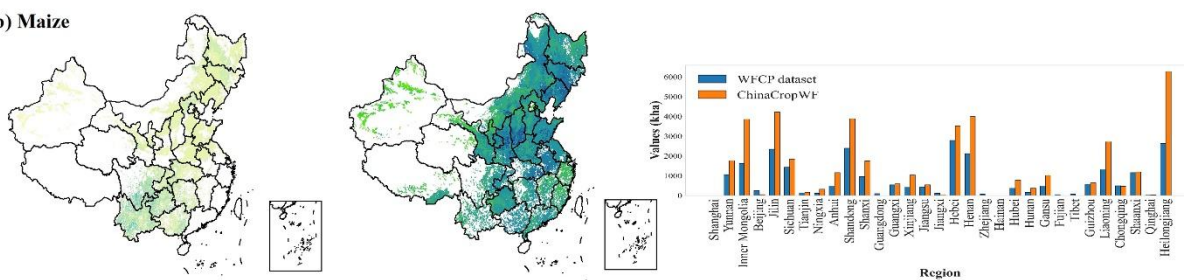 ) Maize
WFCP dataset
ChinaCropWF
Values (kha)
6000
5000
4000
3000
2000
1000
0
Shanghai
Yunnan
Inner Mongolia
Beijing
Jilin
Sichuan
Tianjin
Ningxia
Anhui
Shandong
Shanxi
Guangdong
Guangxi
Xinjiang
Jiangsu
Jiangxi
Hebei
Henan
Zhejiang
Hainan
Hubei
Hunan
Gansu
Fujian
Tibet
Guizhou
Liaoning
Chongqing
Shaanxi
Qinghai
Heilongjiang
Region